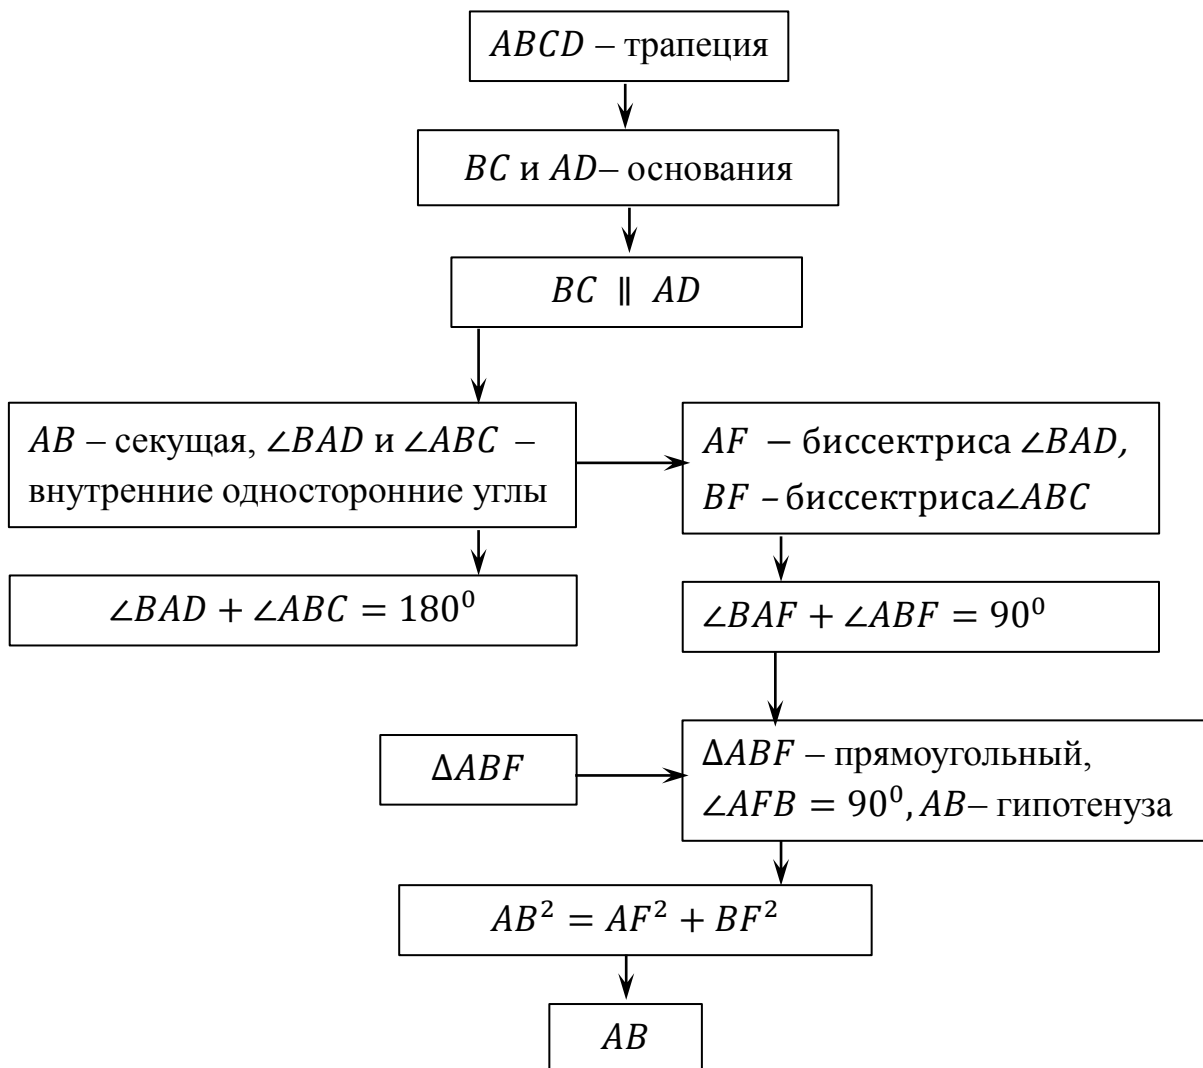 ABCD – трапеция
BC и AD– основания
BC ∥ AD
AB – секущая, ∠BAD и ∠ABC –
внутренние односторонние углы
AF – биссектриса ∠BAD,
BF – биссектриса∠ABC
∠BAD + ∠ABC = 180⁰
∠BAF + ∠ABF = 90⁰
ΔABF
ΔABF – прямоугольный,
∠AFB = 90⁰, AB– гипотенуза
AB² = AF² + BF²
AB